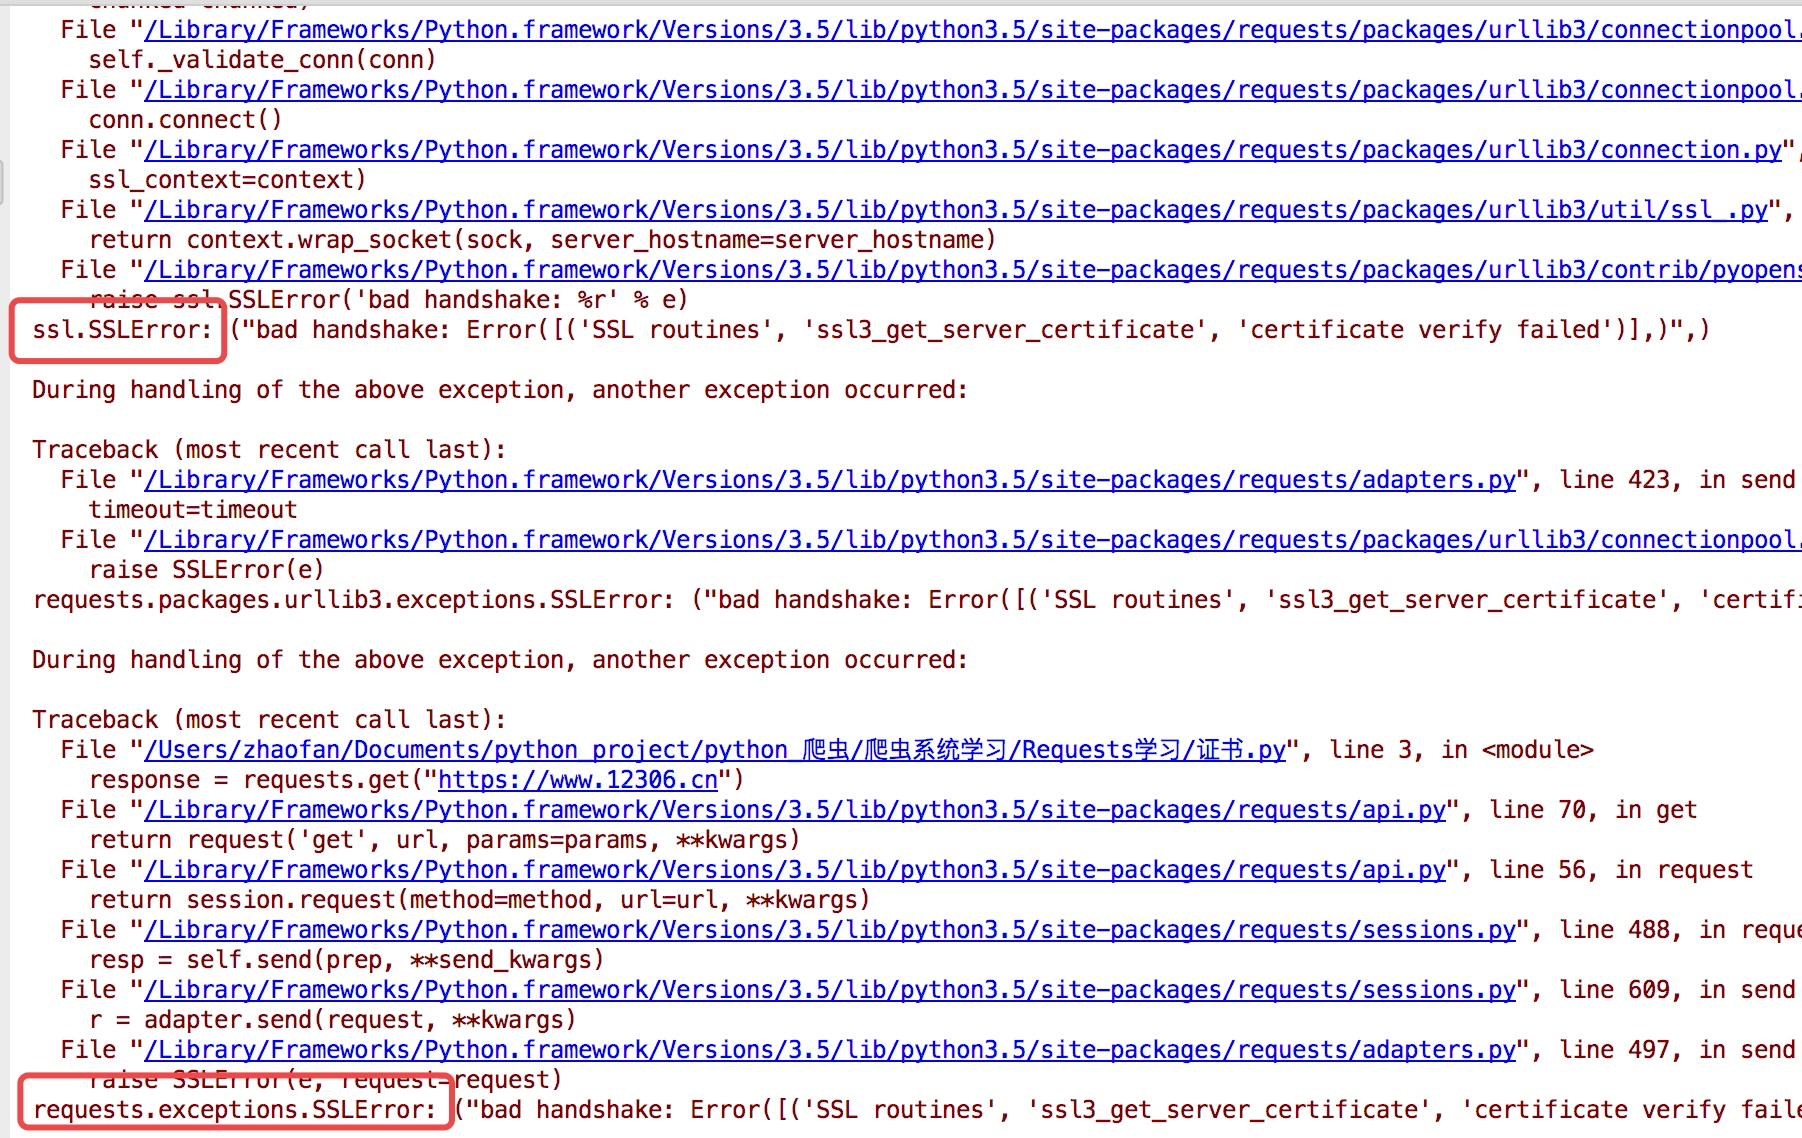 chunked=chunked)
  File "/Library/Frameworks/Python.framework/Versions/3.5/lib/python3.5/site-packages/requests/packages/urllib3/connectionpool.
    self._validate_conn(conn)
  File "/Library/Frameworks/Python.framework/Versions/3.5/lib/python3.5/site-packages/requests/packages/urllib3/connectionpool.
    conn.connect()
  File "/Library/Frameworks/Python.framework/Versions/3.5/lib/python3.5/site-packages/requests/packages/urllib3/connection.py",
    ssl_context=context)
  File "/Library/Frameworks/Python.framework/Versions/3.5/lib/python3.5/site-packages/requests/packages/urllib3/util/ssl_.py",
    return context.wrap_socket(sock, server_hostname=server_hostname)
  File "/Library/Frameworks/Python.framework/Versions/3.5/lib/python3.5/site-packages/requests/packages/urllib3/contrib/pyopens
    raise ssl.SSLError('bad handshake: %r' % e)
ssl.SSLError: ("bad handshake: Error([('SSL routines', 'ssl3_get_server_certificate', 'certificate verify failed')],)",)
During handling of the above exception, another exception occurred:
Traceback (most recent call last):
  File "/Library/Frameworks/Python.framework/Versions/3.5/lib/python3.5/site-packages/requests/adapters.py", line 423, in send
    timeout=timeout
  File "/Library/Frameworks/Python.framework/Versions/3.5/lib/python3.5/site-packages/requests/packages/urllib3/connectionpool.
    raise SSLError(e)
requests.packages.urllib3.exceptions.SSLError: ("bad handshake: Error([('SSL routines', 'ssl3_get_server_certificate', 'certifi
During handling of the above exception, another exception occurred:
Traceback (most recent call last):
  File "/Users/zhaofan/Documents/python_project/python_爬虫/爬虫系统学习/Requests学习/证书.py", line 3, in <module>
    response = requests.get("https://www.12306.cn")
  File "/Library/Frameworks/Python.framework/Versions/3.5/lib/python3.5/site-packages/requests/api.py", line 70, in get
    return request('get', url, params=params, **kwargs)
  File "/Library/Frameworks/Python.framework/Versions/3.5/lib/python3.5/site-packages/requests/api.py", line 56, in request
    return session.request(method=method, url=url, **kwargs)
  File "/Library/Frameworks/Python.framework/Versions/3.5/lib/python3.5/site-packages/requests/sessions.py", line 488, in reque
    resp = self.send(prep, **send_kwargs)
  File "/Library/Frameworks/Python.framework/Versions/3.5/lib/python3.5/site-packages/requests/sessions.py", line 609, in send
    r = adapter.send(request, **kwargs)
  File "/Library/Frameworks/Python.framework/Versions/3.5/lib/python3.5/site-packages/requests/adapters.py", line 497, in send
    raise SSLError(e, request=request)
requests.exceptions.SSLError: ("bad handshake: Error([('SSL routines', 'ssl3_get_server_certificate', 'certificate verify faile